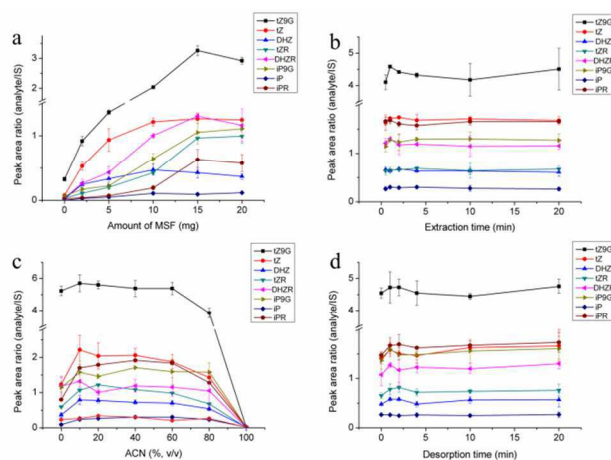 a
Peak area ratio (analyte/IS)
3
2
1
0
0 5 10 15 20
Amount of MSF (mg)
tZ9G
tZ
DHZ
tZR
DHZR
iP9G
iP
iPR
b
Peak area ratio (analyte/IS)
4
2
1
0
0 5 10 15 20
Extraction time (min)
tZ9G
tZ
DHZ
tZR
DHZR
iP9G
iP
iPR
c
Peak area ratio (analyte/IS)
6
4
2
1
0
0 20 40 60 80 100
ACN (%, v/v)
tZ9G
tZ
DHZ
tZR
DHZR
iP9G
iP
iPR
d
Peak area ratio (analyte/IS)
4
2
1
0
0 5 10 15 20
Desorption time (min)
tZ9G
tZ
DHZ
tZR
DHZR
iP9G
iP
iPR